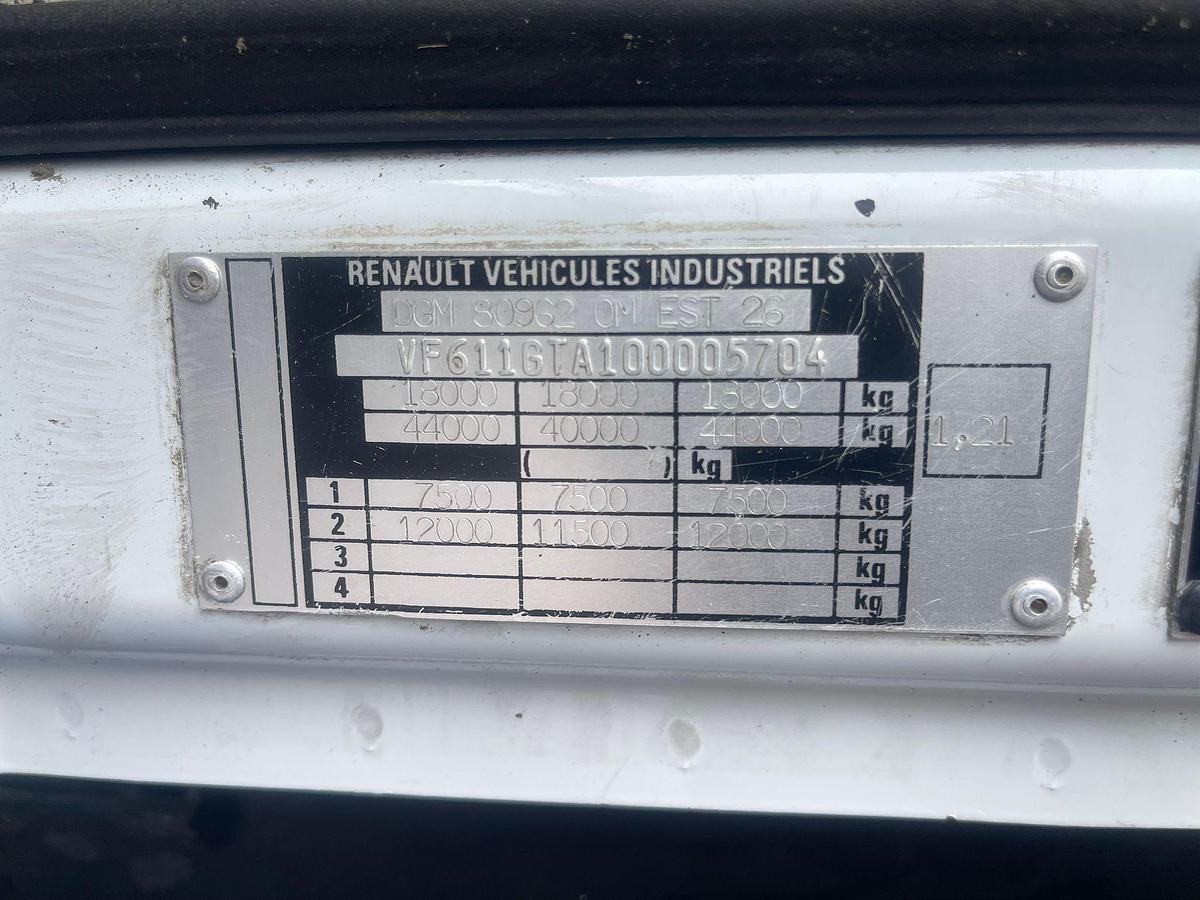 RENAULT VEHICULES INDUSTRIELS
DGM 80962 OM EST 26
VF611GTA100005704
18000 18000 18000 kg
44000 40000 44000 kg
( ) kg
1 7500 7500 7500 kg
2 12000 11500 12000 kg
3 kg
4 kg
1,21